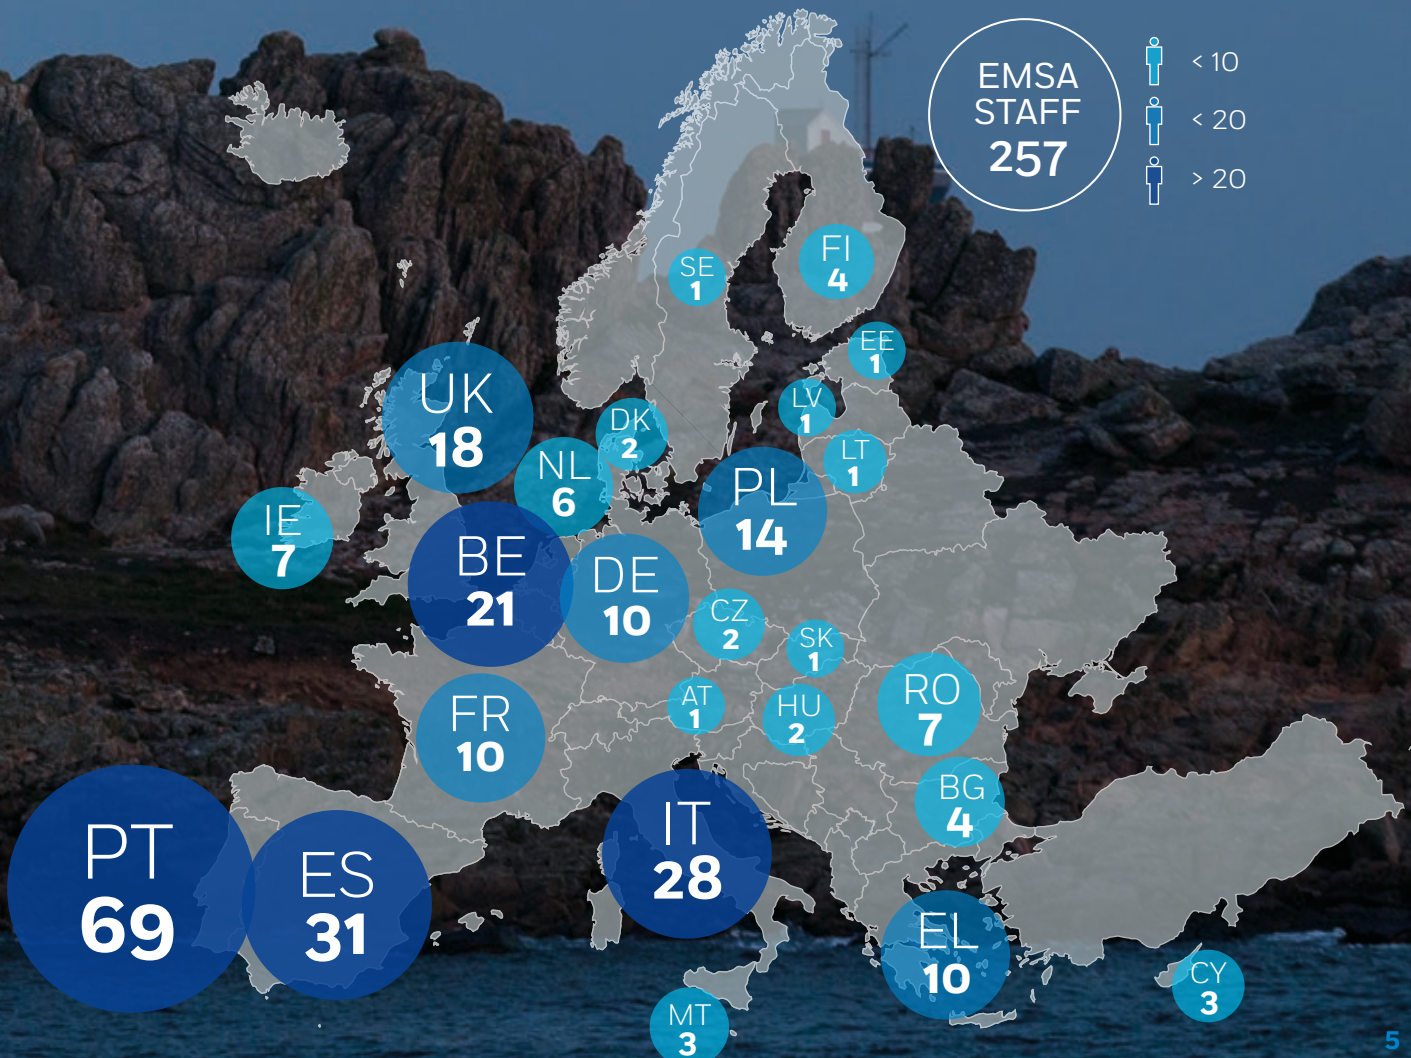 EMSA
STAFF
257
< 10
< 20
> 20
FI
4
SE
1
EE
1
UK
18
LV
1
DK
2
LT
1
NL
6
PL
14
IE
7
BE
21
DE
10
CZ
2
SK
1
AT
1
HU
2
RO
7
FR
10
BG
4
IT
28
PT
69
ES
31
EL
10
CY
3
MT
3
5